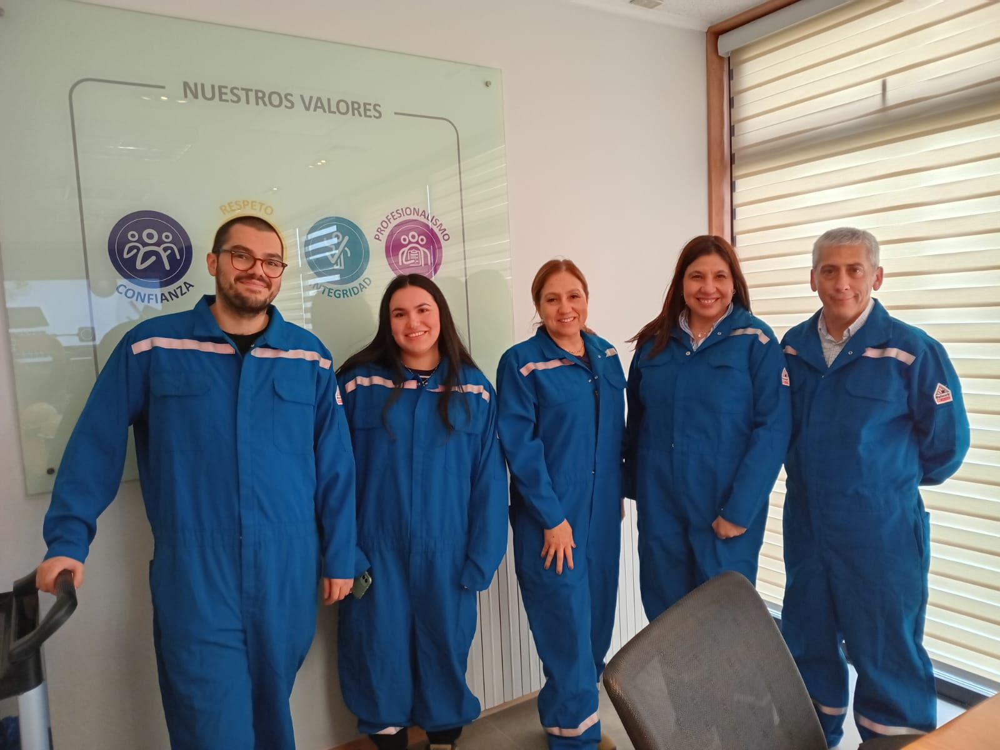 NUESTROS VALORES
RESPETO
PROFESIONALISMO
CONFIANZA
INTEGRIDAD